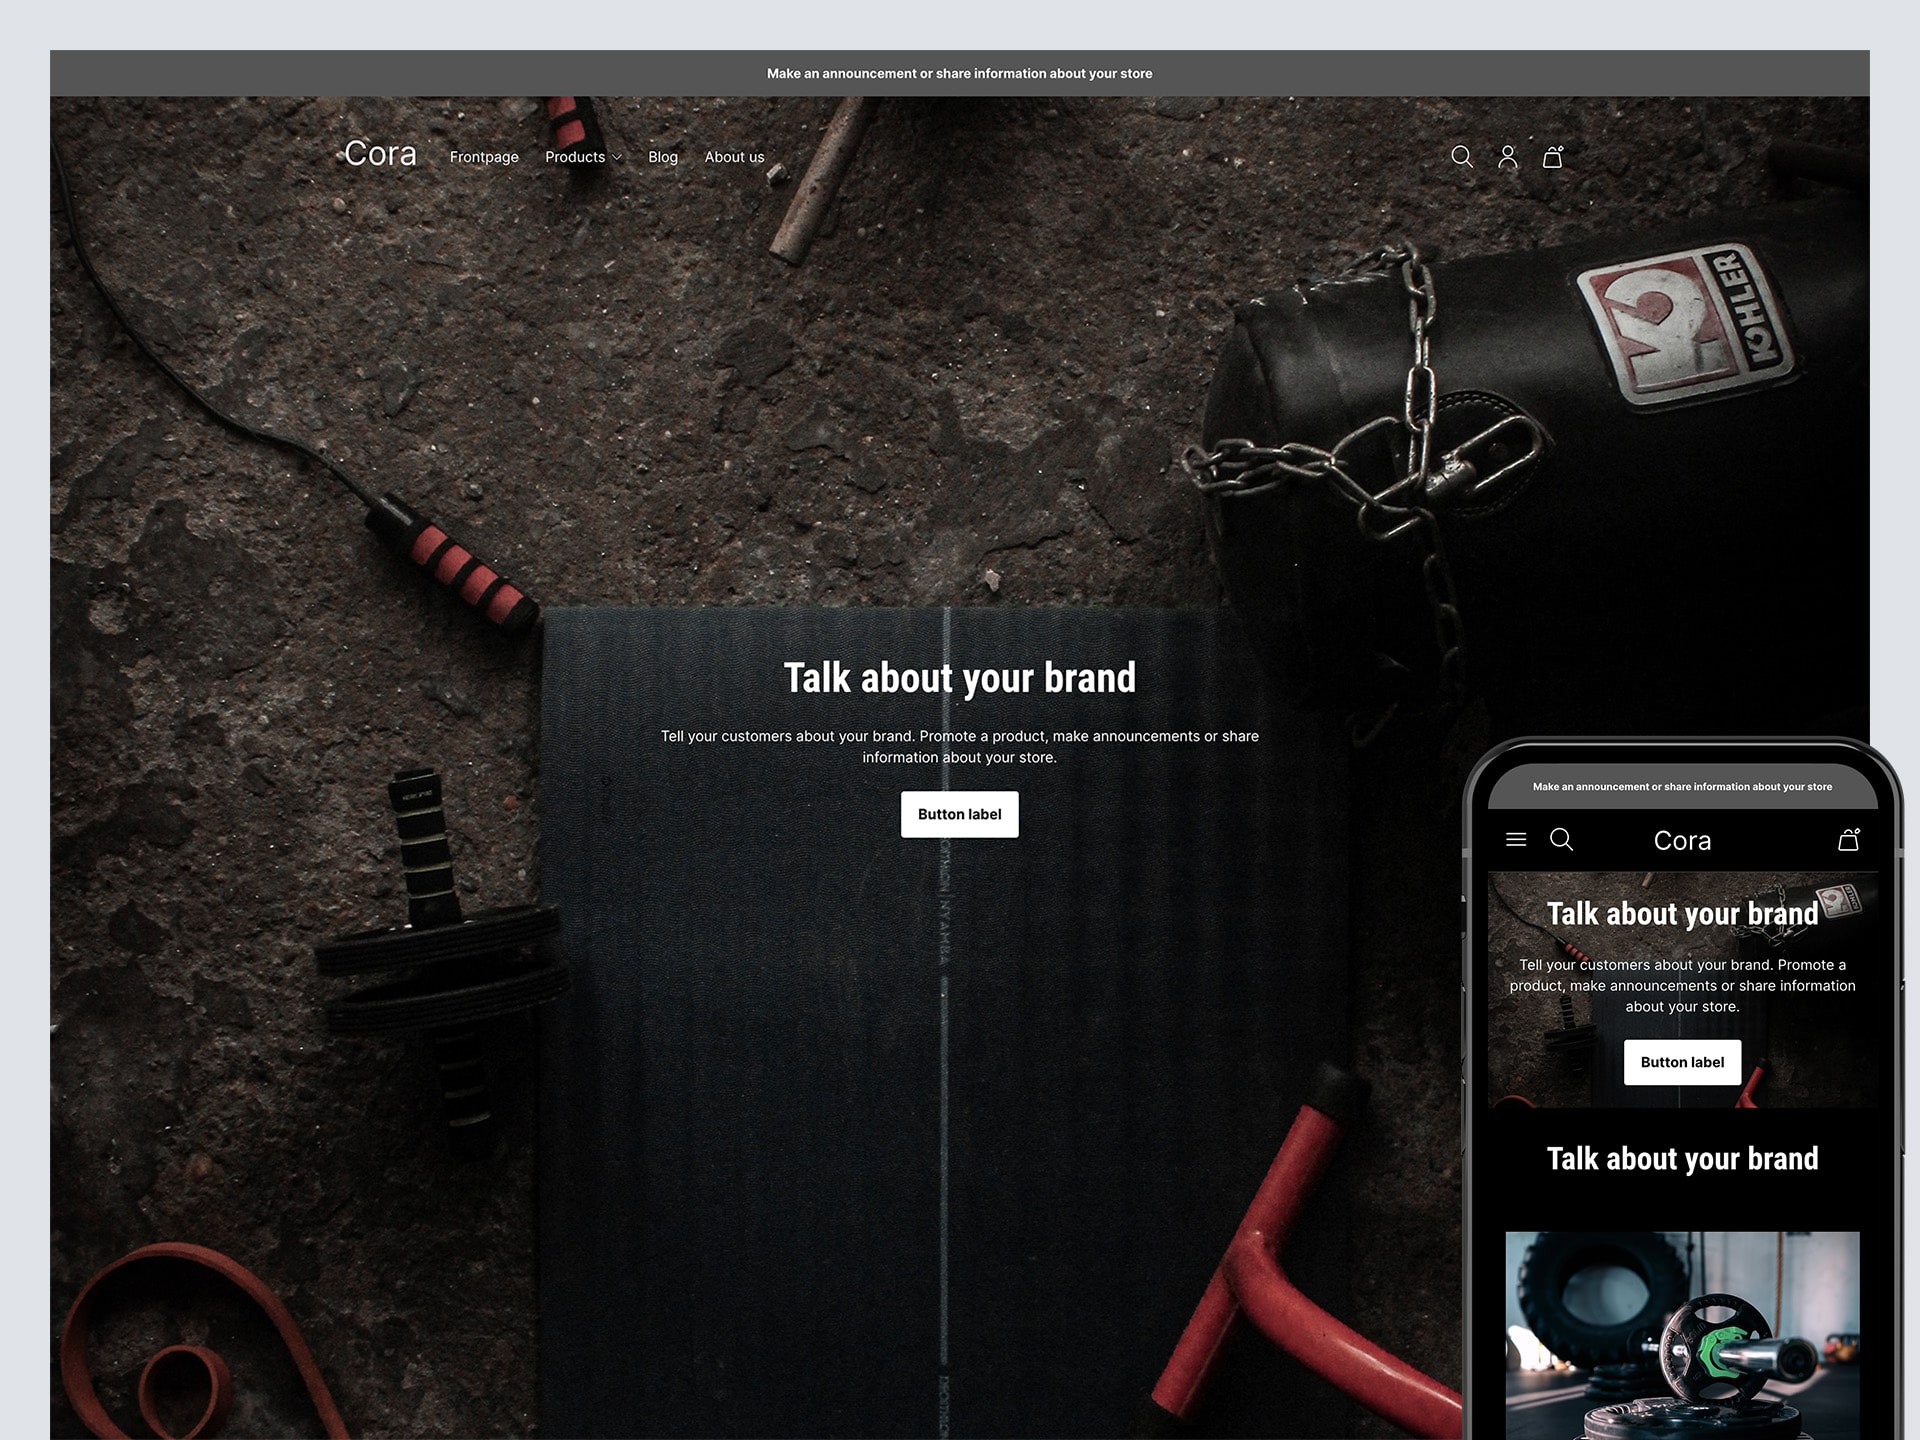 Make an announcement or share information about your store
Cora
Frontpage
Products
Blog
About us
KOHLER
Talk about your brand
Tell your customers about your brand. Promote a product, make announcements or share
information about your store.
Button label
Make an announcement or share information about your store
Cora
Talk about your brand
Tell your customers about your brand. Promote a
product, make announcements or share information
about your store.
Button label
Talk about your brand